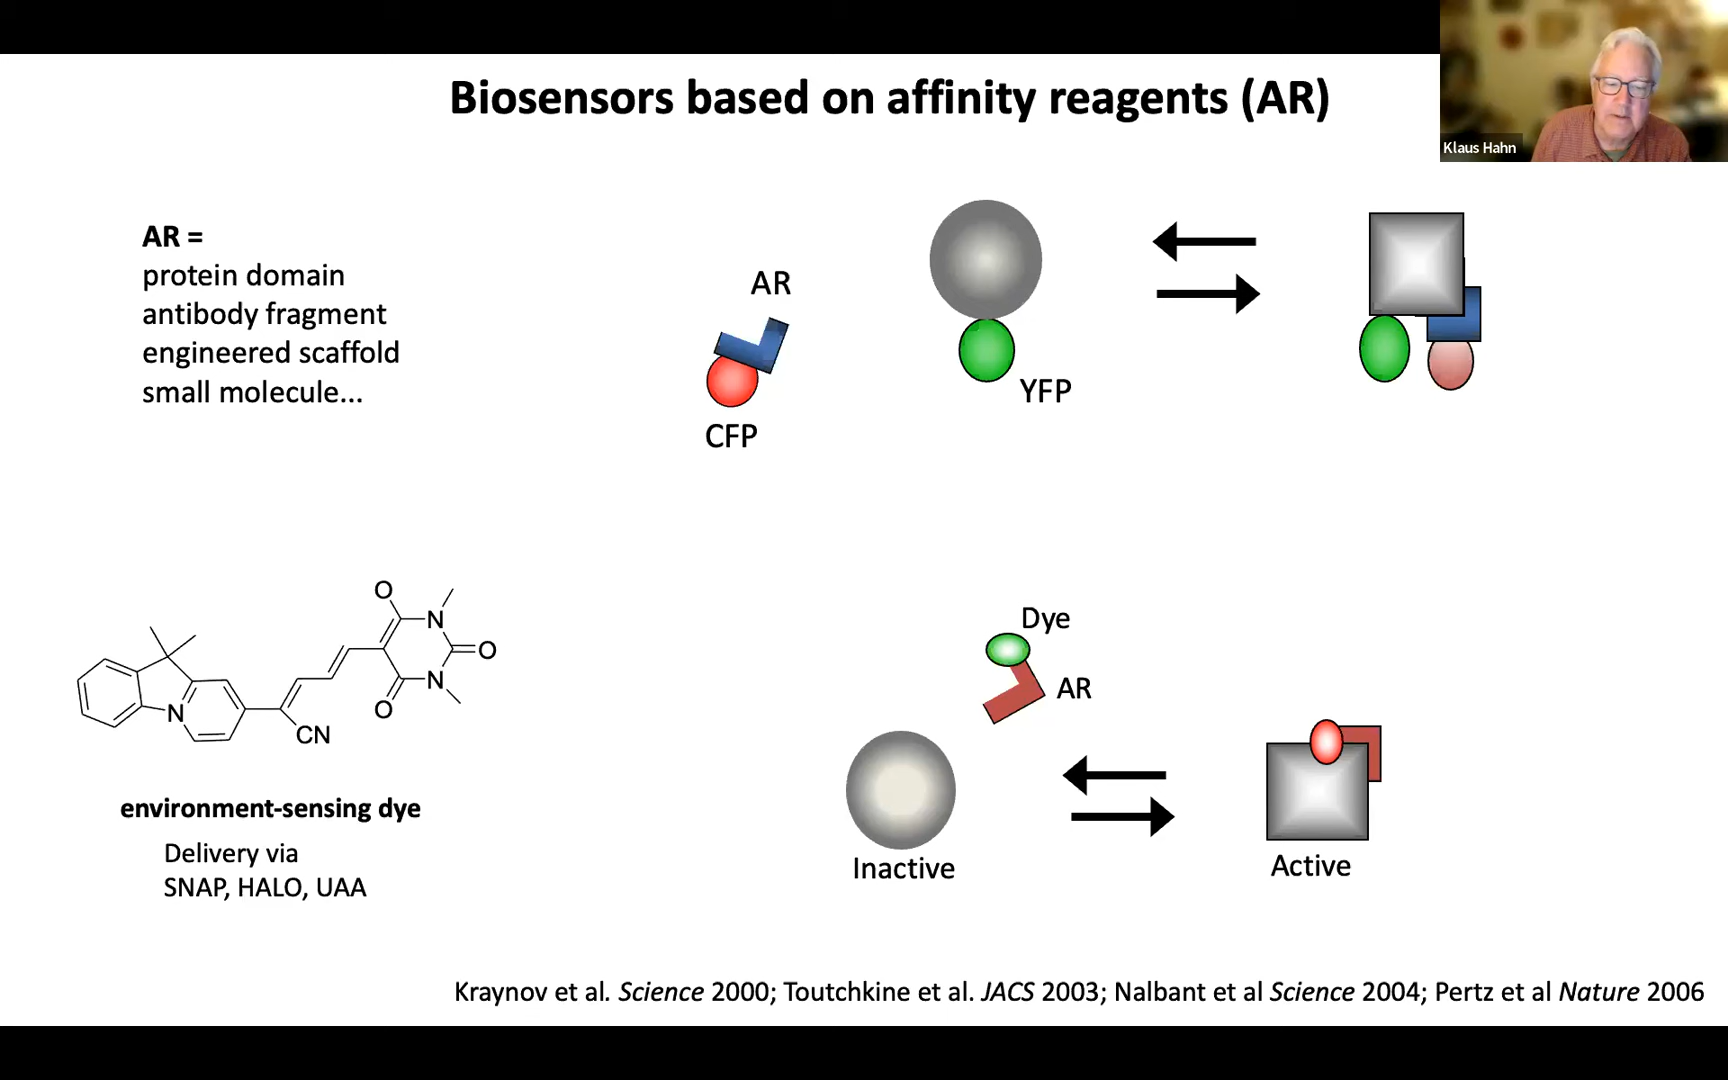 Biosensors based on affinity reagents (AR)
Klaus Hahn
AR =
protein domain
antibody fragment
engineered scaffold
small molecule...
AR
CFP
YFP
O
N
O
N
O
N
CN
environment-sensing dye
Delivery via
SNAP, HALO, UAA
Dye
AR
Inactive
Active
Kraynov et al. Science 2000; Toutchkine et al. JACS 2003; Nalbant et al Science 2004; Pertz et al Nature 2006